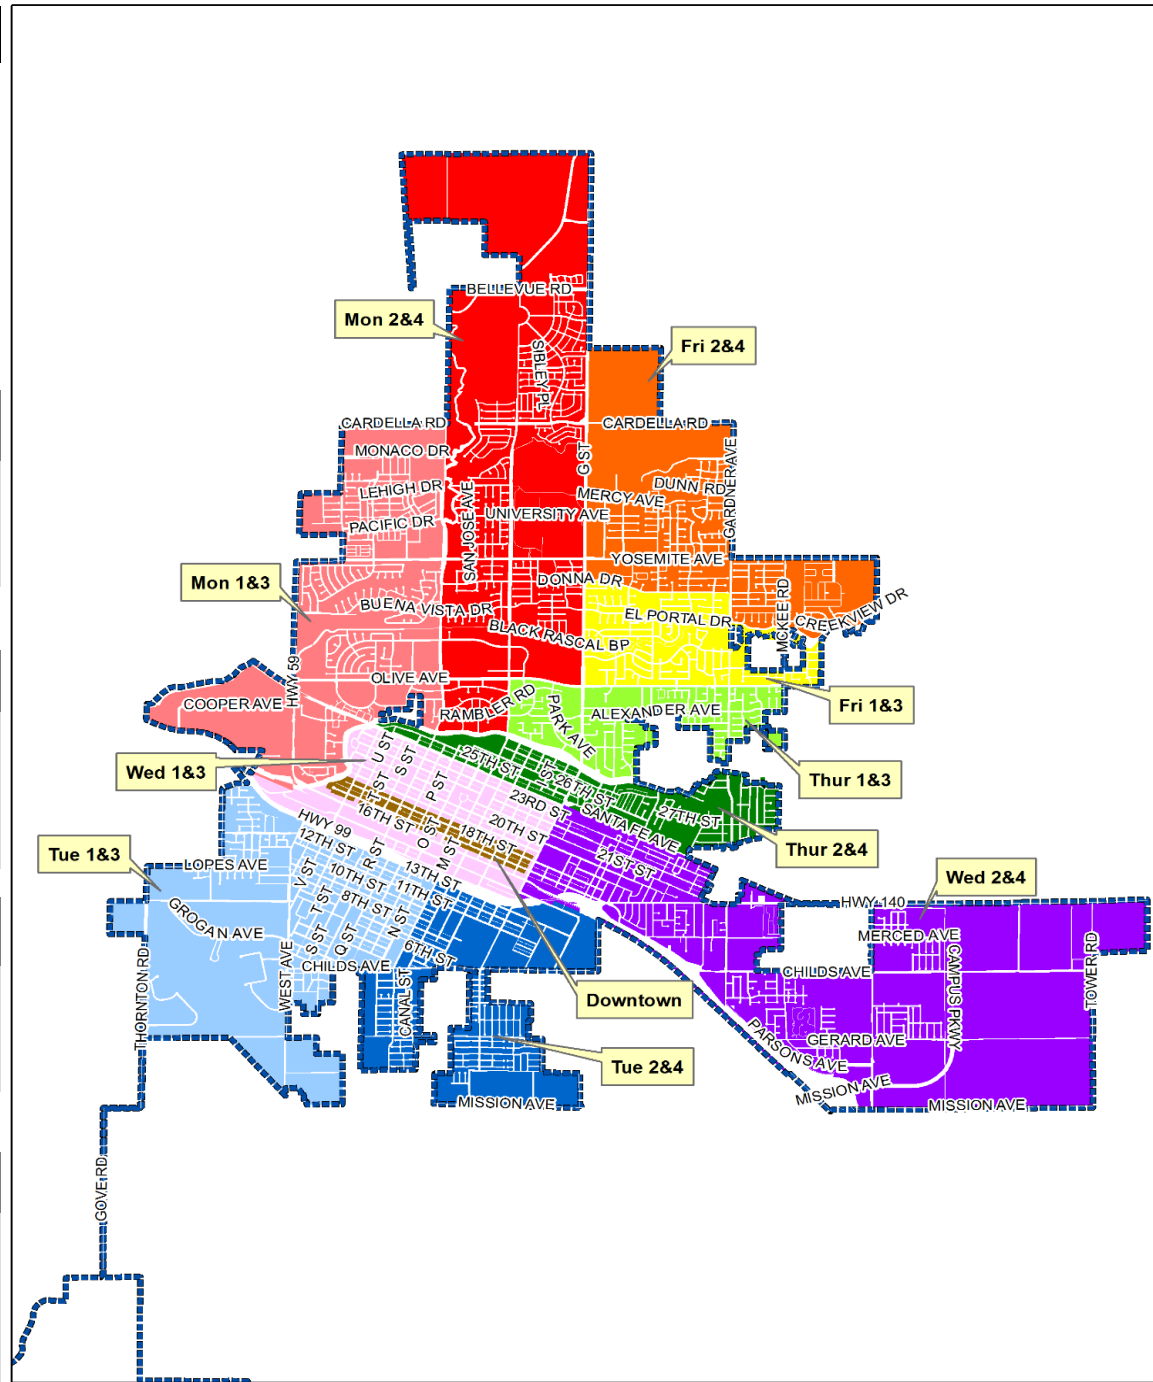 BELLEVUE RD
Mon 2&4
Fri 2&4
SIBLEY PL
CARDELLA RD
CARDELLA RD
MONACO DR
G ST
GARDNER AVE
LEHIGH DR
DUNN RD
MERCY AVE
SAN JOSE AVE
UNIVERSITY AVE
PACIFIC DR
YOSEMITE AVE
Mon 1&3
DONNA DR
MCKEE RD
BUENA VISTA DR
EL PORTAL DR
CREEKVIEW DR
BLACK RASCAL BP
HWY 59
OLIVE AVE
COOPER AVE
RAMBLER RD
PARK AVE
ALEXANDER AVE
Fri 1&3
U ST
S ST
25TH ST
Wed 1&3
T ST
P ST
26TH ST
Thur 1&3
23RD ST
SANTA FE AVE
27TH ST
16TH ST
HWY 99
O ST
18TH ST
20TH ST
12TH ST
R ST
M ST
21ST ST
Thur 2&4
Tue 1&3
LOPES AVE
V ST
10TH ST
13TH ST
11TH ST
Wed 2&4
T ST
8TH ST
N ST
HWY 140
GROGAN AVE
S ST
Q ST
6TH ST
MERCED AVE
CHILDS AVE
CHILDS AVE
WEST AVE
CANAL ST
THORNTON RD
Downtown
CAMPUS PKWY
TOWER RD
PARSONS AVE
GERARD AVE
Tue 2&4
MISSION AVE
MISSION AVE
MISSION AVE
GOVE RD